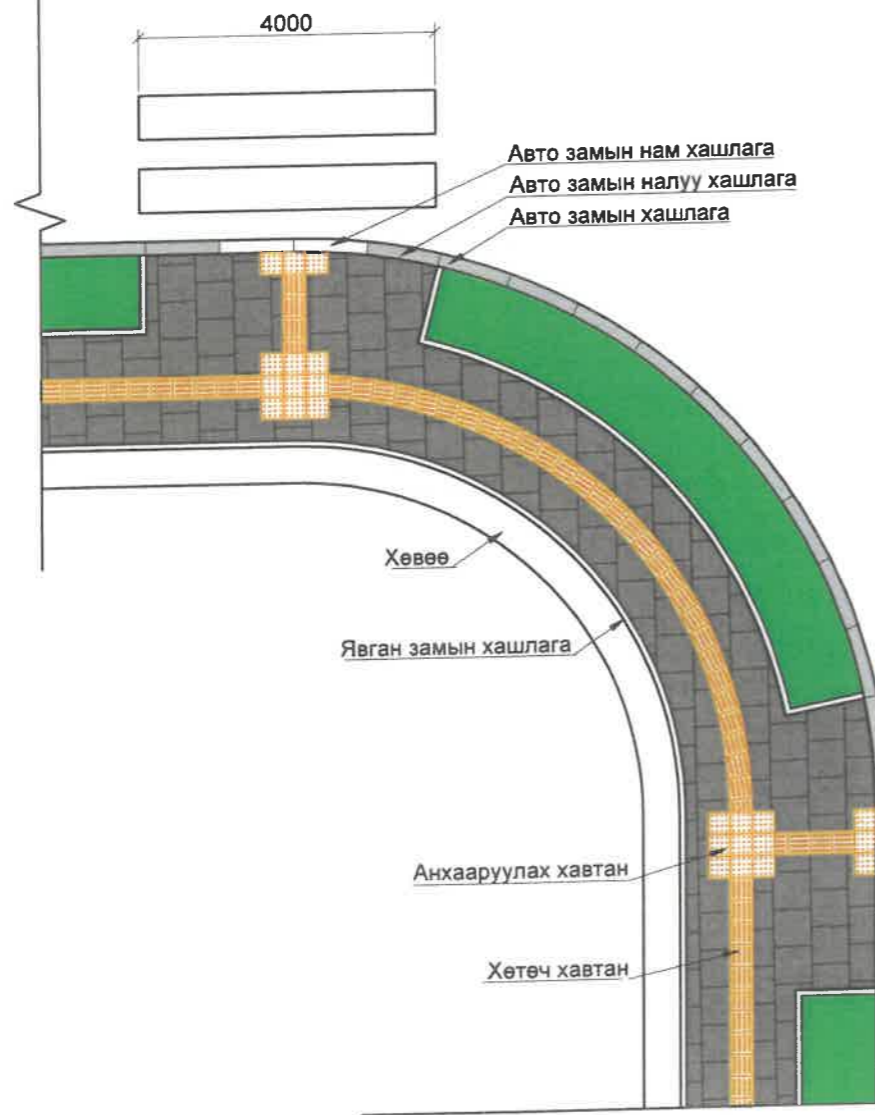 4000
Авто замын нам хашлага
Авто замын налуу хашлага
Авто замын хашлага
Хөвөө
Явган замын хашлага
Анхааруулах хавтан
Хөтөч хавтан